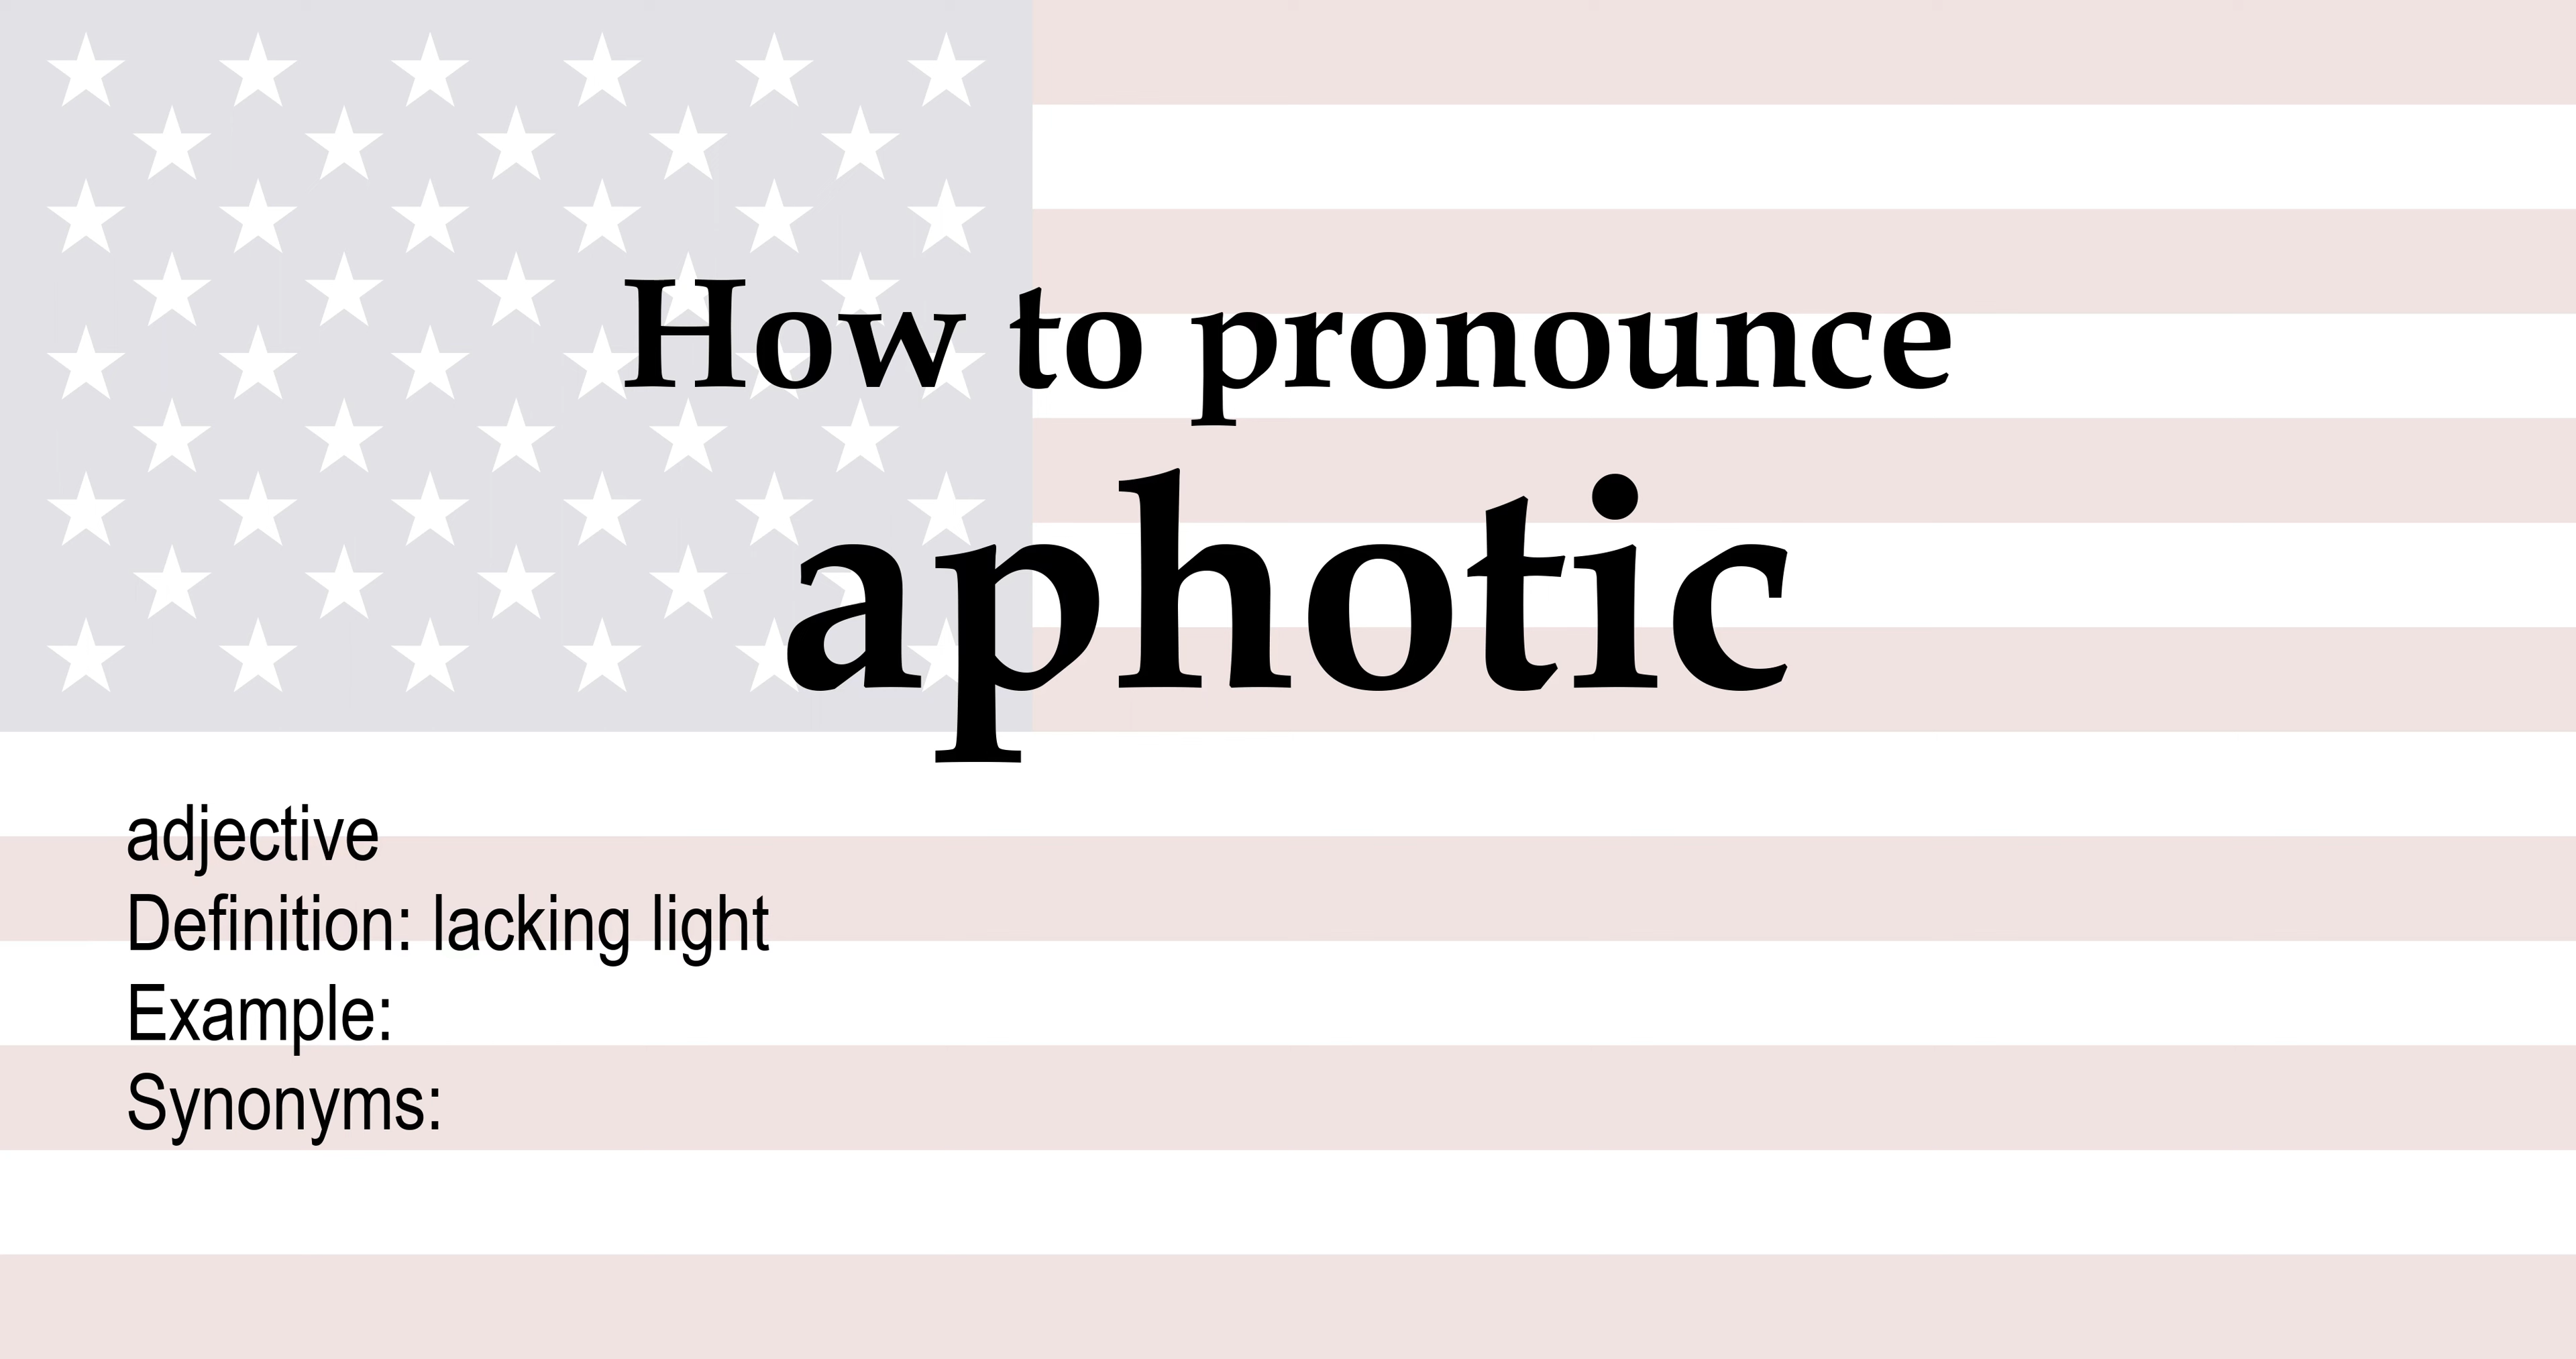 How to pronounce
aphotic
adjective
Definition: lacking light
Example:
Synonyms: